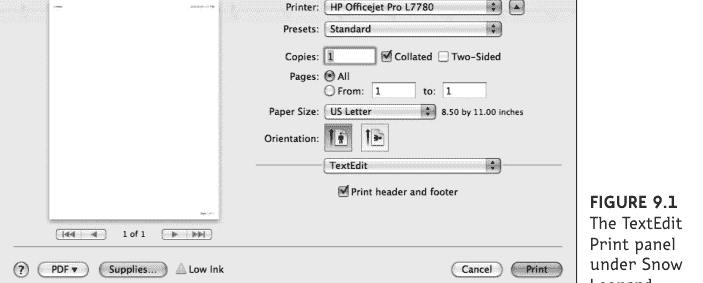 Printer: HP Officejet Pro L7780
Presets: Standard
Copies: 1 Collated Two-Sided
Pages: All
From: 1 to: 1
Paper Size: US Letter 8.50 by 11.00 inches
Orientation:
TextEdit
Print header and footer
1 of 1
? PDF Supplies... Low Ink Cancel Print
FIGURE 9.1
The TextEdit
Print panel
under Snow
Leopard